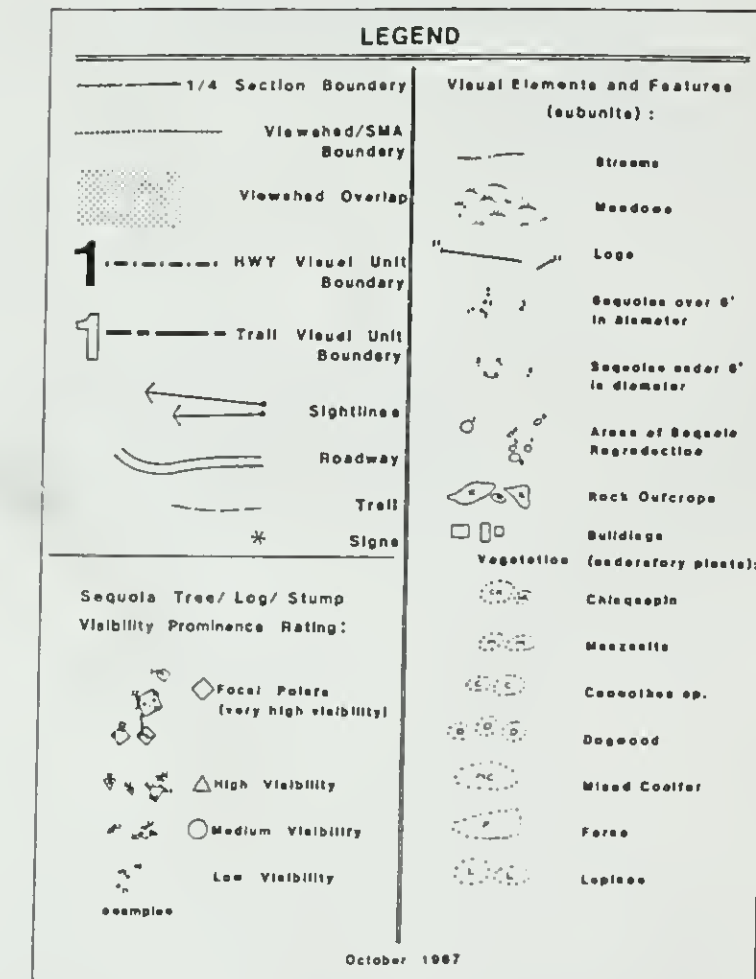 LEGEND
1/4 Section Boundary
Viewshed/SMA
Boundary
Viewshed Overlap
1 HWY Visual Unit
Boundary
1 Trail Visual Unit
Boundary
Sightlines
Roadway
Trail
* Signs
Sequoia Tree/ Log/ Stump
Visibility Prominence Rating:
Focal Points
(very high visibility)
High Visibility
Medium Visibility
Low Visibility
examples
Visual Elements and Features
(subunits) :
Streams
Meadows
Logs
Sequoias over 6'
in diameter
Sequoias under 6'
in diameter
Areas of Sequoia
Reproduction
Rock Outcrops
Buildings
Vegetation (understory plants):
Chinquapin
Manzanita
Ceanothus sp.
Dogwood
Mixed Conifer
Ferns
Lupines
October 1987